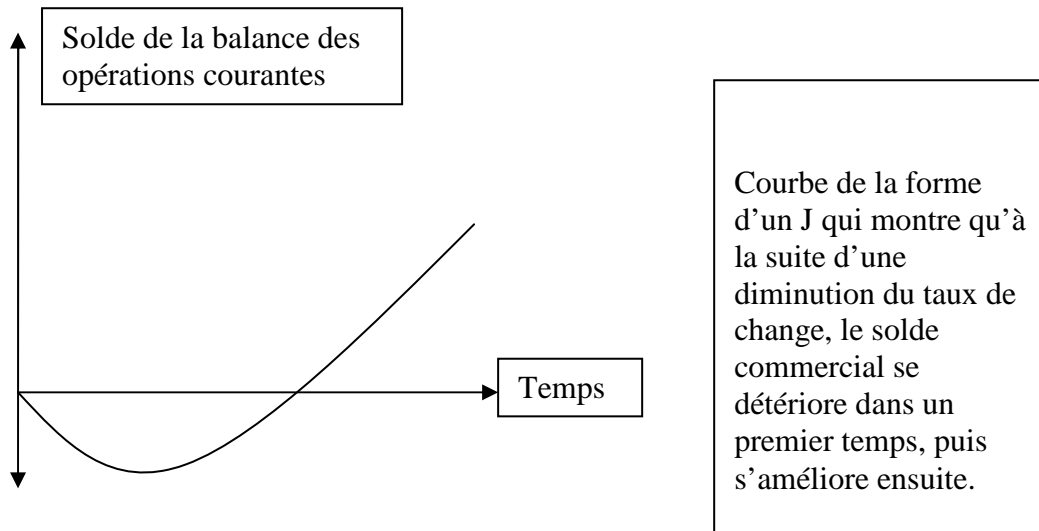 Solde de la balance des
opérations courantes
Temps
Courbe de la forme
d’un J qui montre qu’à
la suite d’une
diminution du taux de
change, le solde
commercial se
détériore dans un
premier temps, puis
s’améliore ensuite.